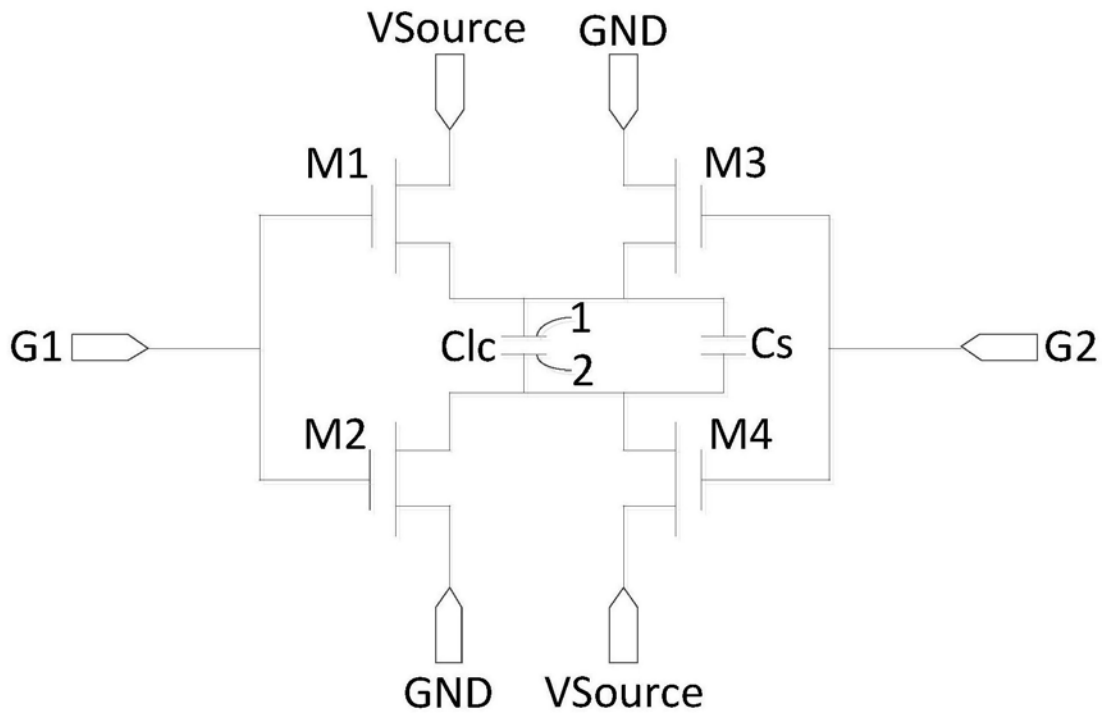 VSource GND
M1 M3
1
G1 Clc Cs G2
2
M2 M4
GND VSource